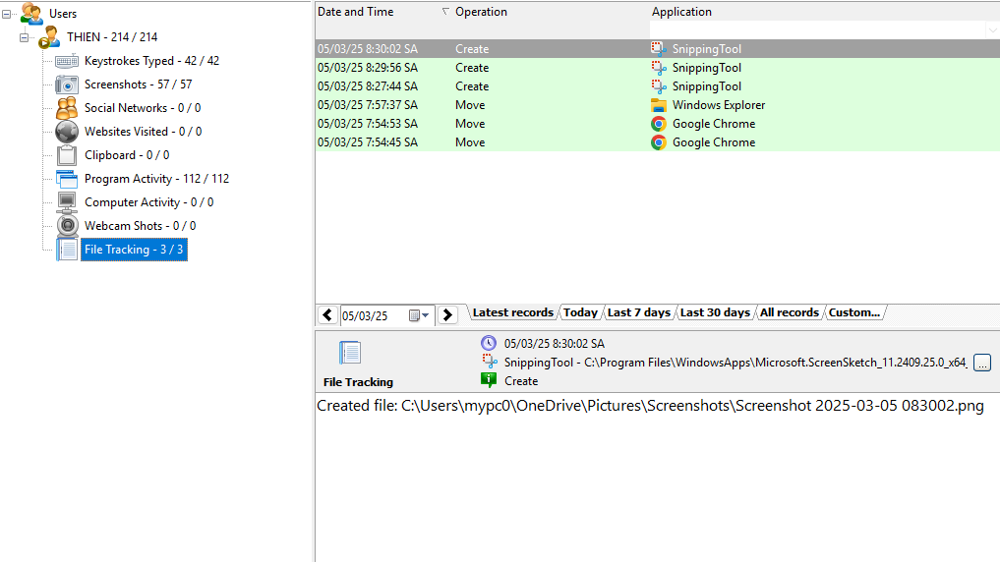 Users
THIEN - 214 / 214
Keystrokes Typed - 42 / 42
Screenshots - 57 / 57
Social Networks - 0 / 0
Websites Visited - 0 / 0
Clipboard - 0 / 0
Program Activity - 112 / 112
Computer Activity - 0 / 0
Webcam Shots - 0 / 0
File Tracking - 3 / 3
Date and Time Operation Application
05/03/25 8:30:02 SA Create SnippingTool
05/03/25 8:29:56 SA Create SnippingTool
05/03/25 8:27:44 SA Create SnippingTool
05/03/25 7:57:37 SA Move Windows Explorer
05/03/25 7:54:53 SA Move Google Chrome
05/03/25 7:54:45 SA Move Google Chrome
05/03/25 Latest records Today Last 7 days Last 30 days All records Custom...
05/03/25 8:30:02 SA
SnippingTool - C:\Program Files\WindowsApps\Microsoft.ScreenSketch_11.2409.25.0_x64_ ...
File Tracking Create
Created file: C:\Users\mypc0\OneDrive\Pictures\Screenshots\Screenshot 2025-03-05 083002.png